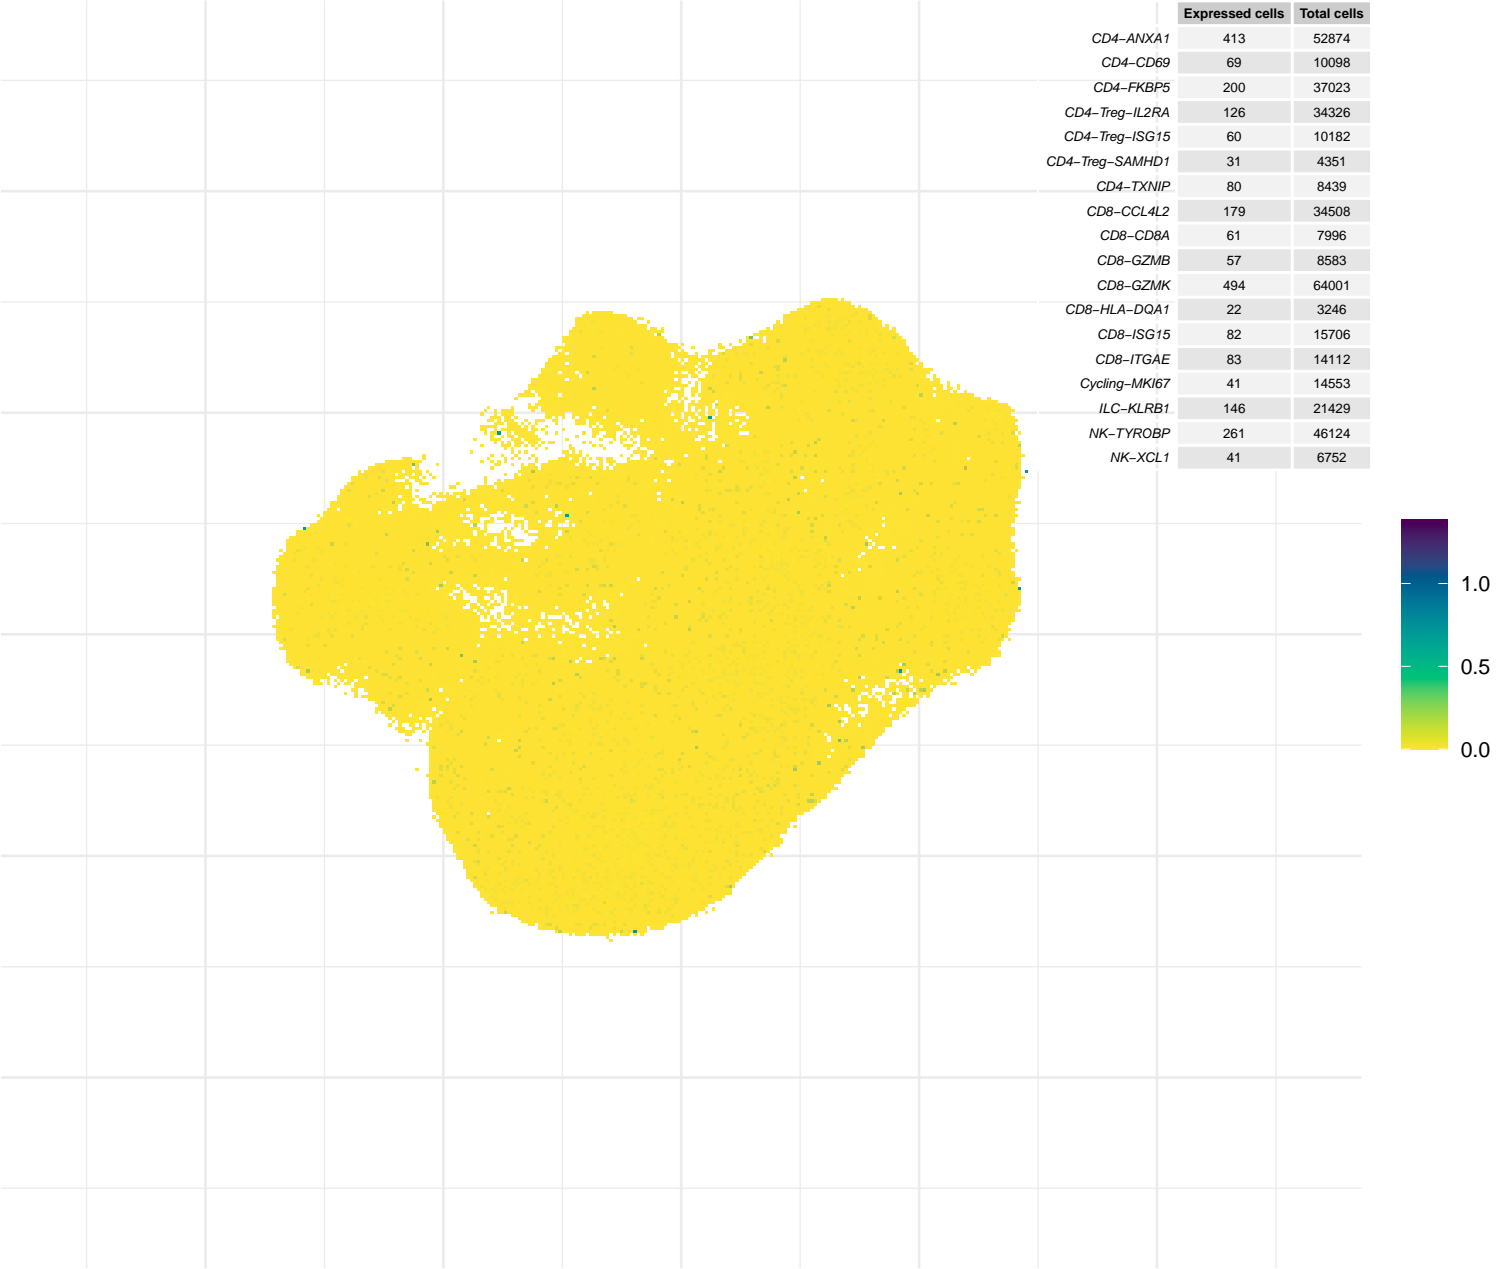 Expressed cells Total cells
CD4−ANXA1 413 52874
CD4−CD69 69 10098
CD4−FKBP5 200 37023
CD4−Treg−IL2RA 126 34326
CD4−Treg−ISG15 60 10182
CD4−Treg−SAMHD1 31 4351
CD4−TXNIP 80 8439
CD8−CCL4L2 179 34508
CD8−CD8A 61 7996
CD8−GZMB 57 8583
CD8−GZMK 494 64001
CD8−HLA−DQA1 22 3246
CD8−ISG15 82 15706
CD8−ITGAE 83 14112
Cycling−MKI67 41 14553
ILC−KLRB1 146 21429
NK−TYROBP 261 46124
NK−XCL1 41 6752
1.0
0.5
0.0